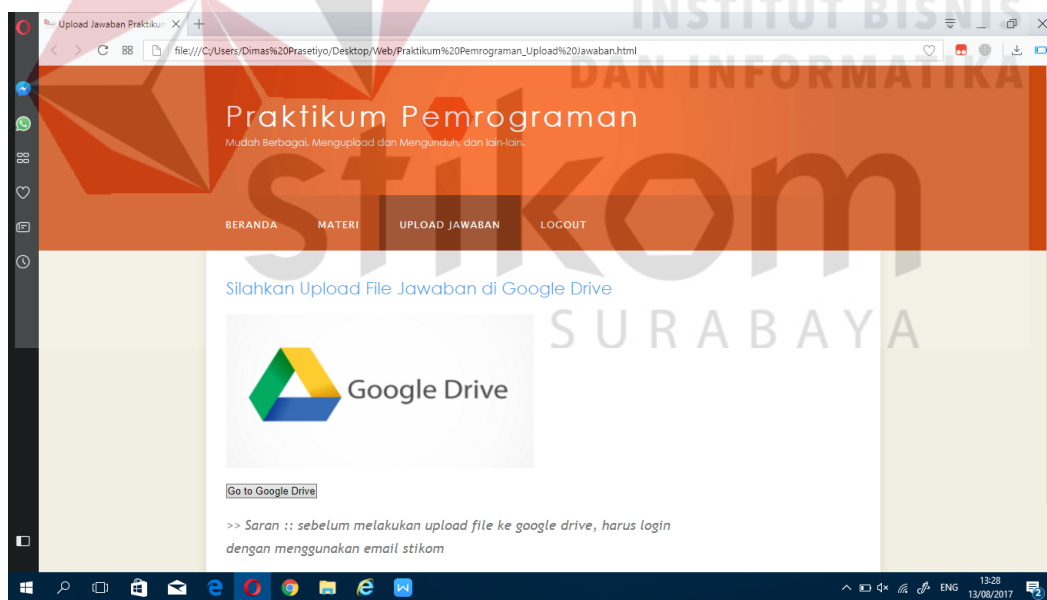 Upload Jawaban Praktikum
file:///C:/Users/Dimas%20Prasetiyo/Desktop/Web/Praktikum%20Pemrograman_Upload%20Jawaban.html
INSTITUT BISNIS
DAN INFORMATIKA
stikom
SURABAYA
Praktikum Pemrograman
Mudah Berbagai, Mengupload dan Mengunduh, dan lain-lain.
BERANDA MATERI UPLOAD JAWABAN LOGOUT
Silahkan Upload File Jawaban di Google Drive
Google Drive
Go to Google Drive
>> Saran :: sebelum melakukan upload file ke google drive, harus login
dengan menggunakan email stikom
ENG 13:28
13/08/2017